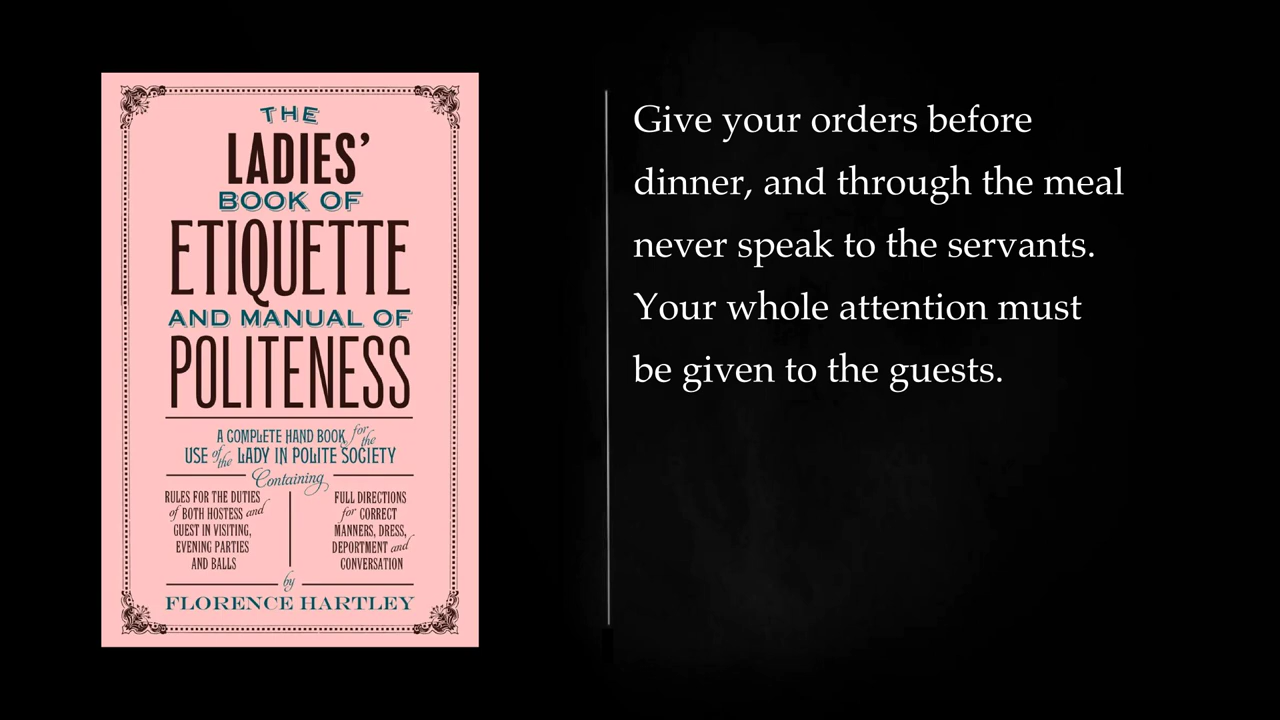 THE
LADIES'
BOOK OF
ETIQUETTE
AND MANUAL OF
POLITENESS
A COMPLETE HAND BOOK for the
USE of the LADY IN POLITE SOCIETY
Containing
RULES FOR THE DUTIES
of BOTH HOSTESS and
GUEST IN VISITING,
EVENING PARTIES
AND BALLS
FULL DIRECTIONS
for CORRECT
MANNERS, DRESS,
DEPORTMENT and
CONVERSATION
by
FLORENCE HARTLEY
Give your orders before
dinner, and through the meal
never speak to the servants.
Your whole attention must
be given to the guests.